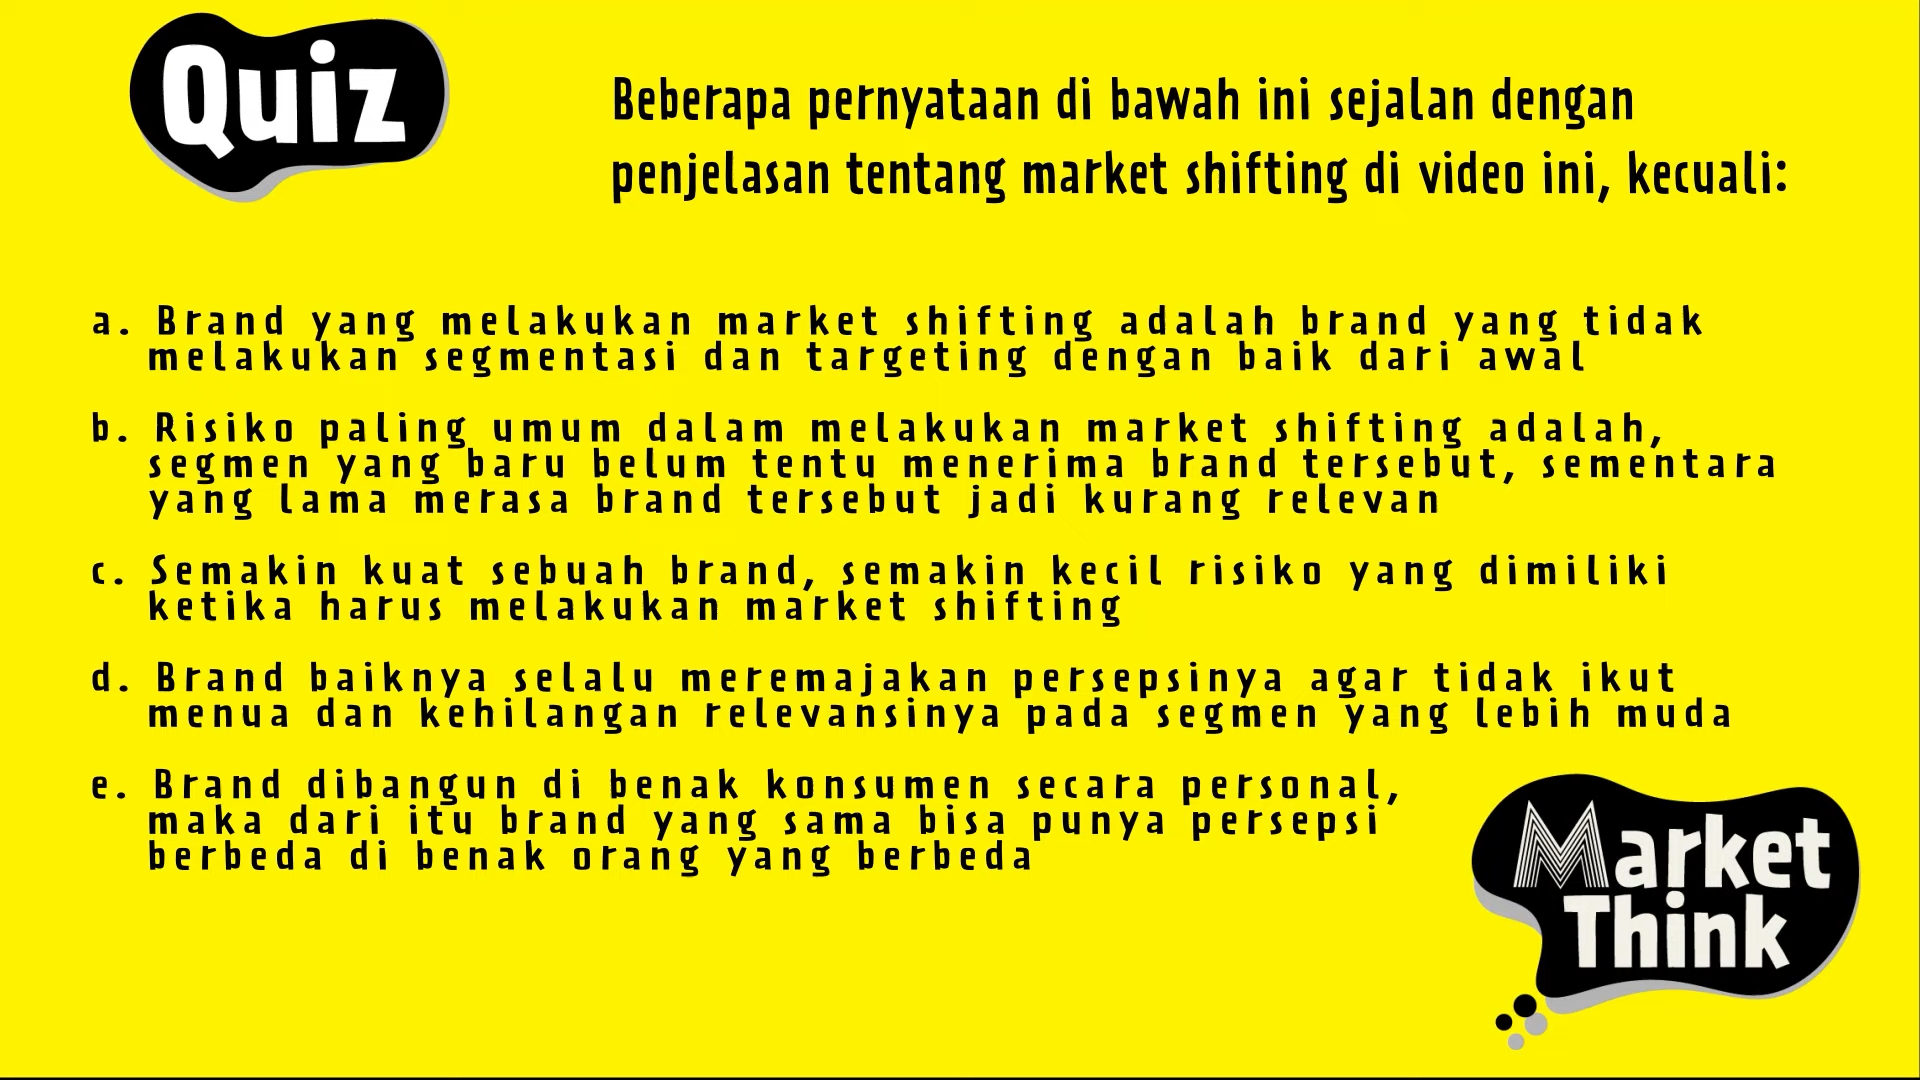 Quiz
Beberapa pernyataan di bawah ini sejalan dengan
penjelasan tentang market shifting di video ini, kecuali:
a. Brand yang melakukan market shifting adalah brand yang tidak
melakukan segmentasi dan targeting dengan baik dari awal
b. Risiko paling umum dalam melakukan market shifting adalah,
segmen yang baru belum tentu menerima brand tersebut, sementara
yang lama merasa brand tersebut jadi kurang relevan
c. Semakin kuat sebuah brand, semakin kecil risiko yang dimiliki
ketika harus melakukan market shifting
d. Brand baiknya selalu meremajakan persepsinya agar tidak ikut
menua dan kehilangan relevansinya pada segmen yang lebih muda
e. Brand dibangun di benak konsumen secara personal,
maka dari itu brand yang sama bisa punya persepsi
berbeda di benak orang yang berbeda
Market
Think